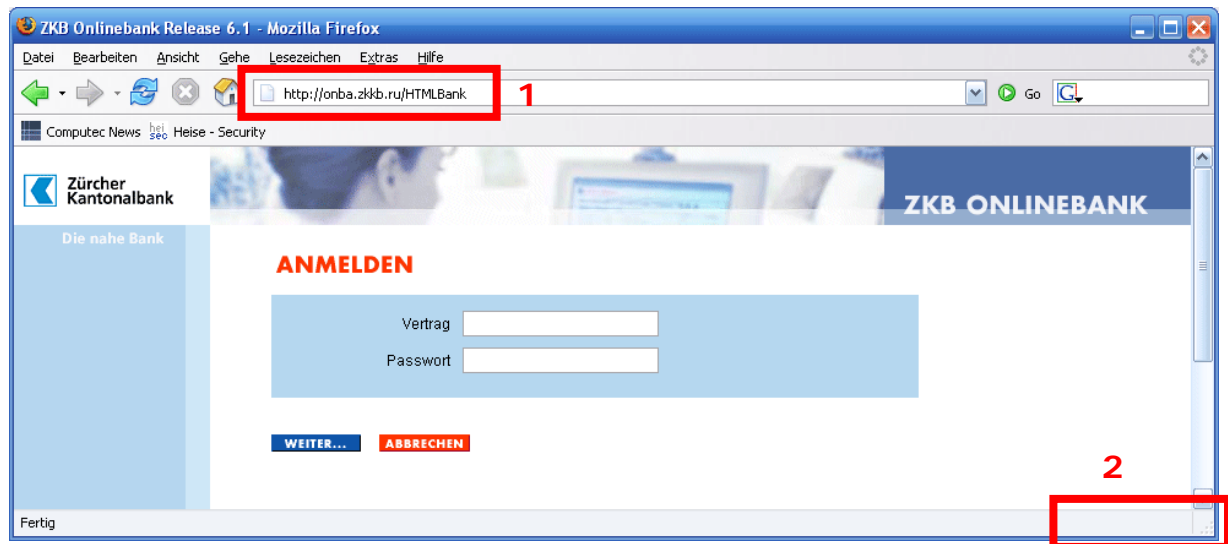 ZKB Onlinebank Release 6.1 - Mozilla Firefox
Datei Bearbeiten Ansicht Gehe Lesezeichen Extras Hilfe
http://onba.zkkb.ru/HTMLBank 1 Go G
Computec News hei sec Heise - Security
Zürcher
Kantonalbank
ZKB ONLINEBANK
Die nahe Bank
ANMELDEN
Vertrag
Passwort
WEITER... ABBRECHEN
2
Fertig